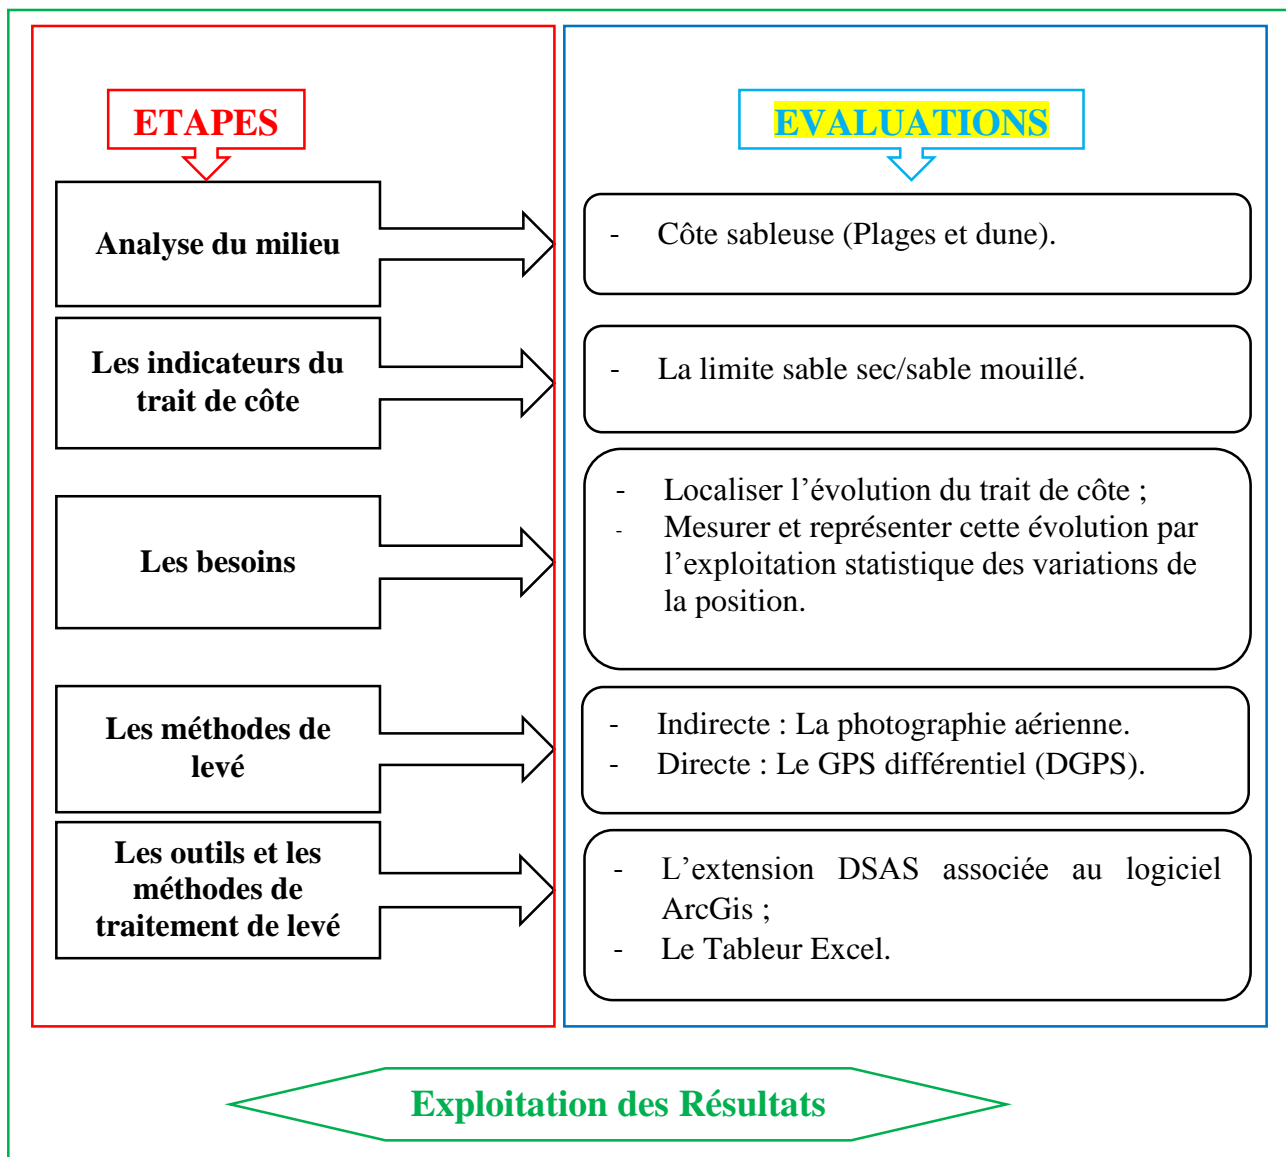 ETAPES
EVALUATIONS
Analyse du milieu
- Côte sableuse (Plages et dune).
Les indicateurs du
trait de côte
- La limite sable sec/sable mouillé.
Les besoins
- Localiser l’évolution du trait de côte ;
- Mesurer et représenter cette évolution par
l’exploitation statistique des variations de
la position.
Les méthodes de
levé
- Indirecte : La photographie aérienne.
- Directe : Le GPS différentiel (DGPS).
Les outils et les
méthodes de
traitement de levé
- L’extension DSAS associée au logiciel
ArcGis ;
- Le Tableur Excel.
Exploitation des Résultats